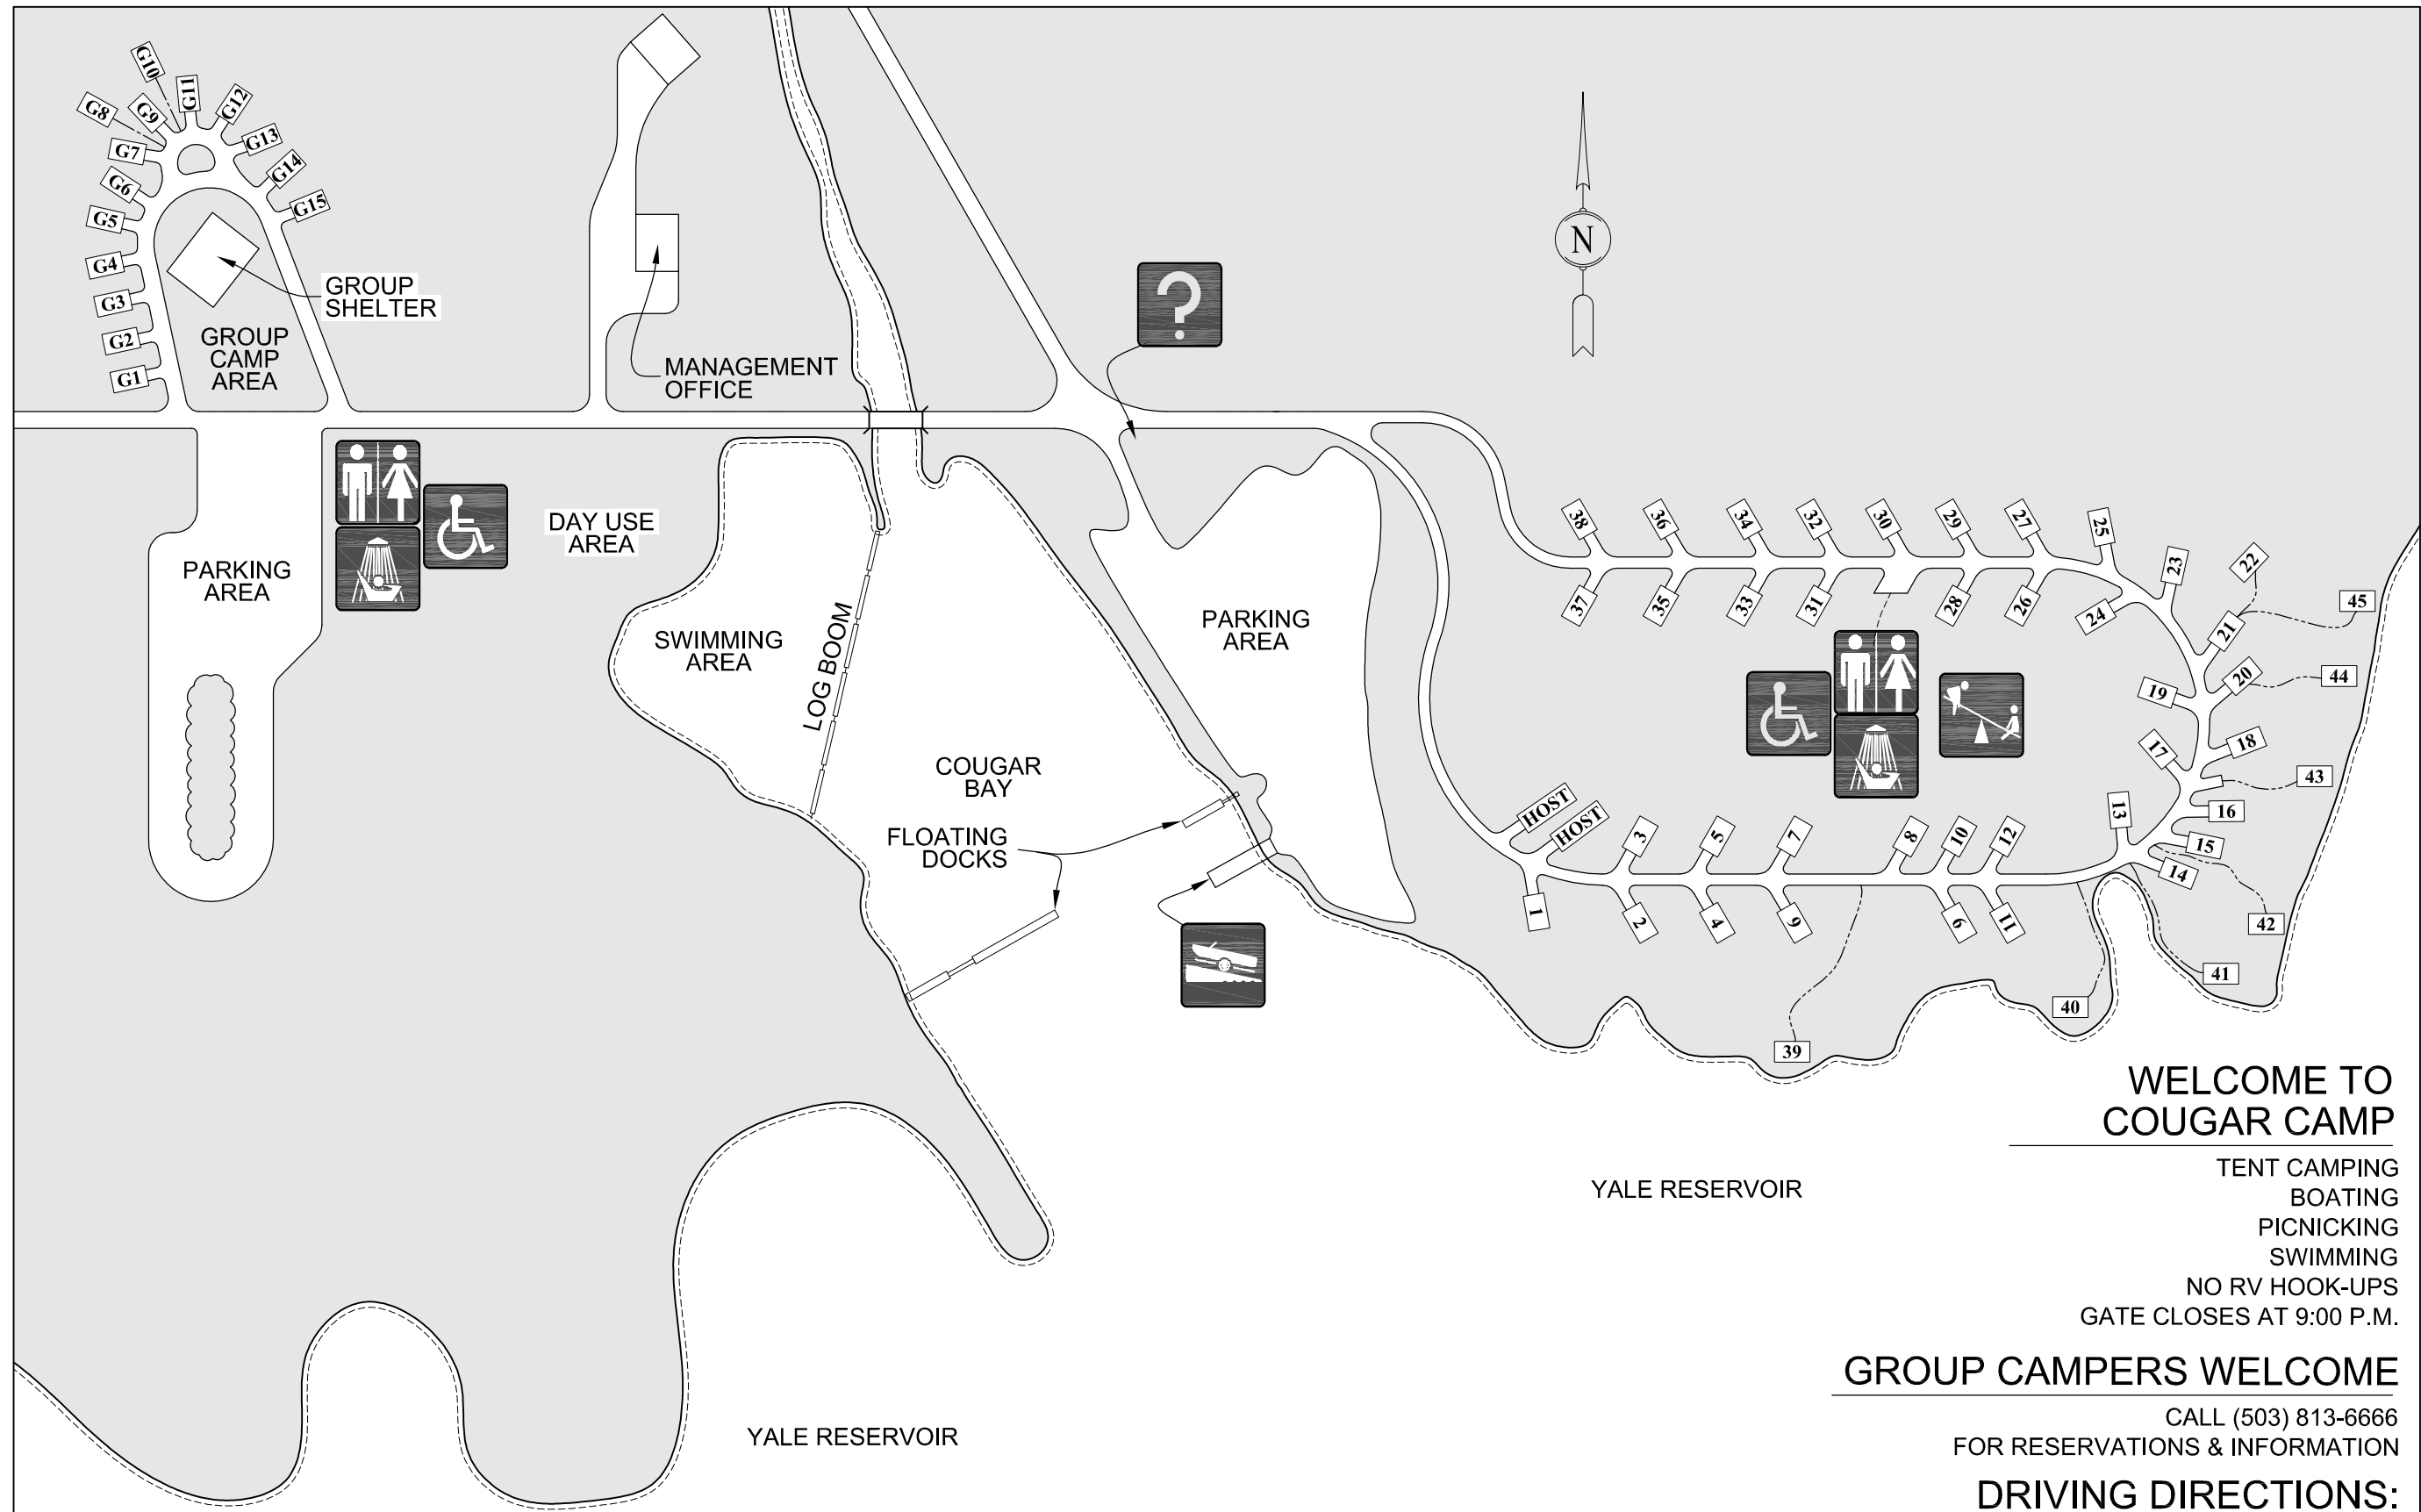 G10
G11
G12
G8
G9
G13
G7
G14
G6
G15
G5
G4
G3
G2
G1
GROUP
SHELTER
GROUP
CAMP
AREA
MANAGEMENT
OFFICE
?
N
PARKING
AREA
DAY USE
AREA
SWIMMING
AREA
LOG BOOM
COUGAR
BAY
FLOATING
DOCKS
PARKING
AREA
38
36
34
32
30
29
27
25
23
22
45
37
35
33
31
28
26
24
21
20
44
19
18
17
43
16
15
14
13
42
41
40
39
HOST
HOST
3
5
7
8
10
12
1
2
4
6
9
11
YALE RESERVOIR
YALE RESERVOIR
WELCOME TO
COUGAR CAMP
TENT CAMPING
BOATING
PICNICKING
SWIMMING
NO RV HOOK-UPS
GATE CLOSES AT 9:00 P.M.
GROUP CAMPERS WELCOME
CALL (503) 813-6666
FOR RESERVATIONS & INFORMATION
DRIVING DIRECTIONS: